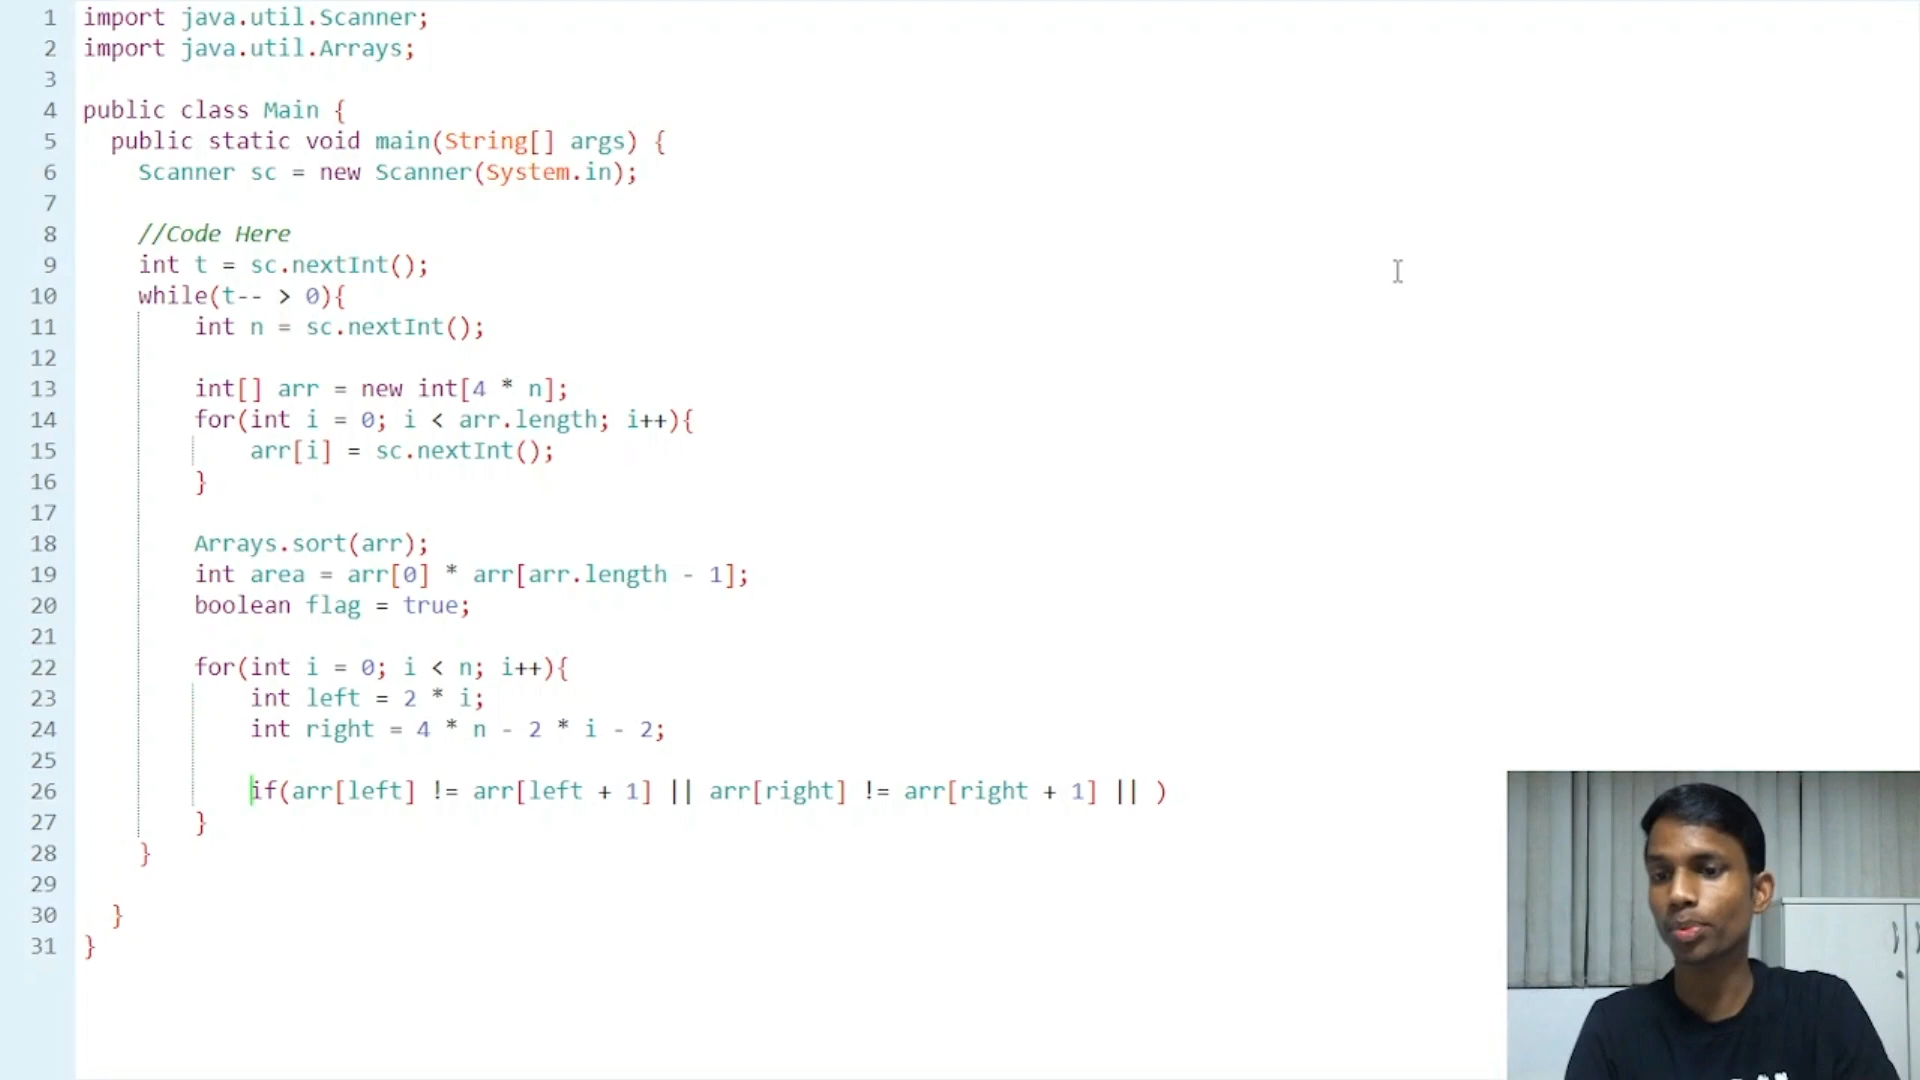 1 import java.util.Scanner;
2 import java.util.Arrays;
3
4 public class Main {
5 public static void main(String[] args) {
6 Scanner sc = new Scanner(System.in);
7
8 //Code Here
9 int t = sc.nextInt();
10 while(t-- > 0){
11 int n = sc.nextInt();
12
13 int[] arr = new int[4 * n];
14 for(int i = 0; i < arr.length; i++){
15 arr[i] = sc.nextInt();
16 }
17
18 Arrays.sort(arr);
19 int area = arr[0] * arr[arr.length - 1];
20 boolean flag = true;
21
22 for(int i = 0; i < n; i++){
23 int left = 2 * i;
24 int right = 4 * n - 2 * i - 2;
25
26 if(arr[left] != arr[left + 1] || arr[right] != arr[right + 1] || )
27 }
28 }
29
30 }
31 }